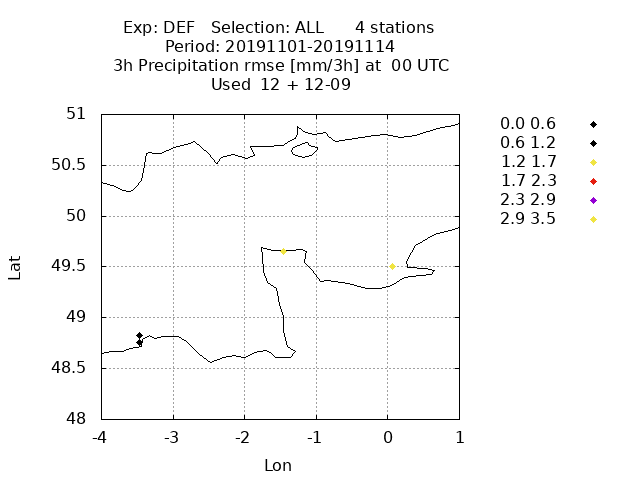 Exp: DEF   Selection: ALL      4 stations
Period: 20191101-20191114
3h Precipitation rmse [mm/3h] at  00 UTC
Used  12 + 12-09
51
50.5
50
49.5
49
48.5
48
-4 -3 -2 -1 0 1
Lat
Lon
0.0 0.6
0.6 1.2
1.2 1.7
1.7 2.3
2.3 2.9
2.9 3.5